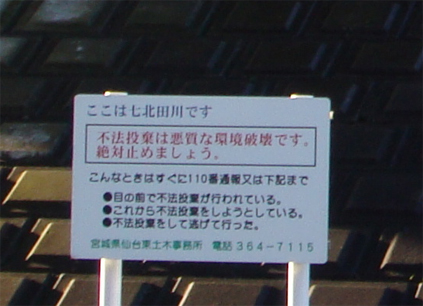 ここは七北田川です
不法投棄は悪質な環境破壊です。
絶対止めましょう。
こんなときはすぐに110番通報又は下記まで
●目の前で不法投棄が行われている。
●これから不法投棄をしようとしている。
●不法投棄をして逃げて行った。
宮城県仙台東土木事務所 電話 364-7115